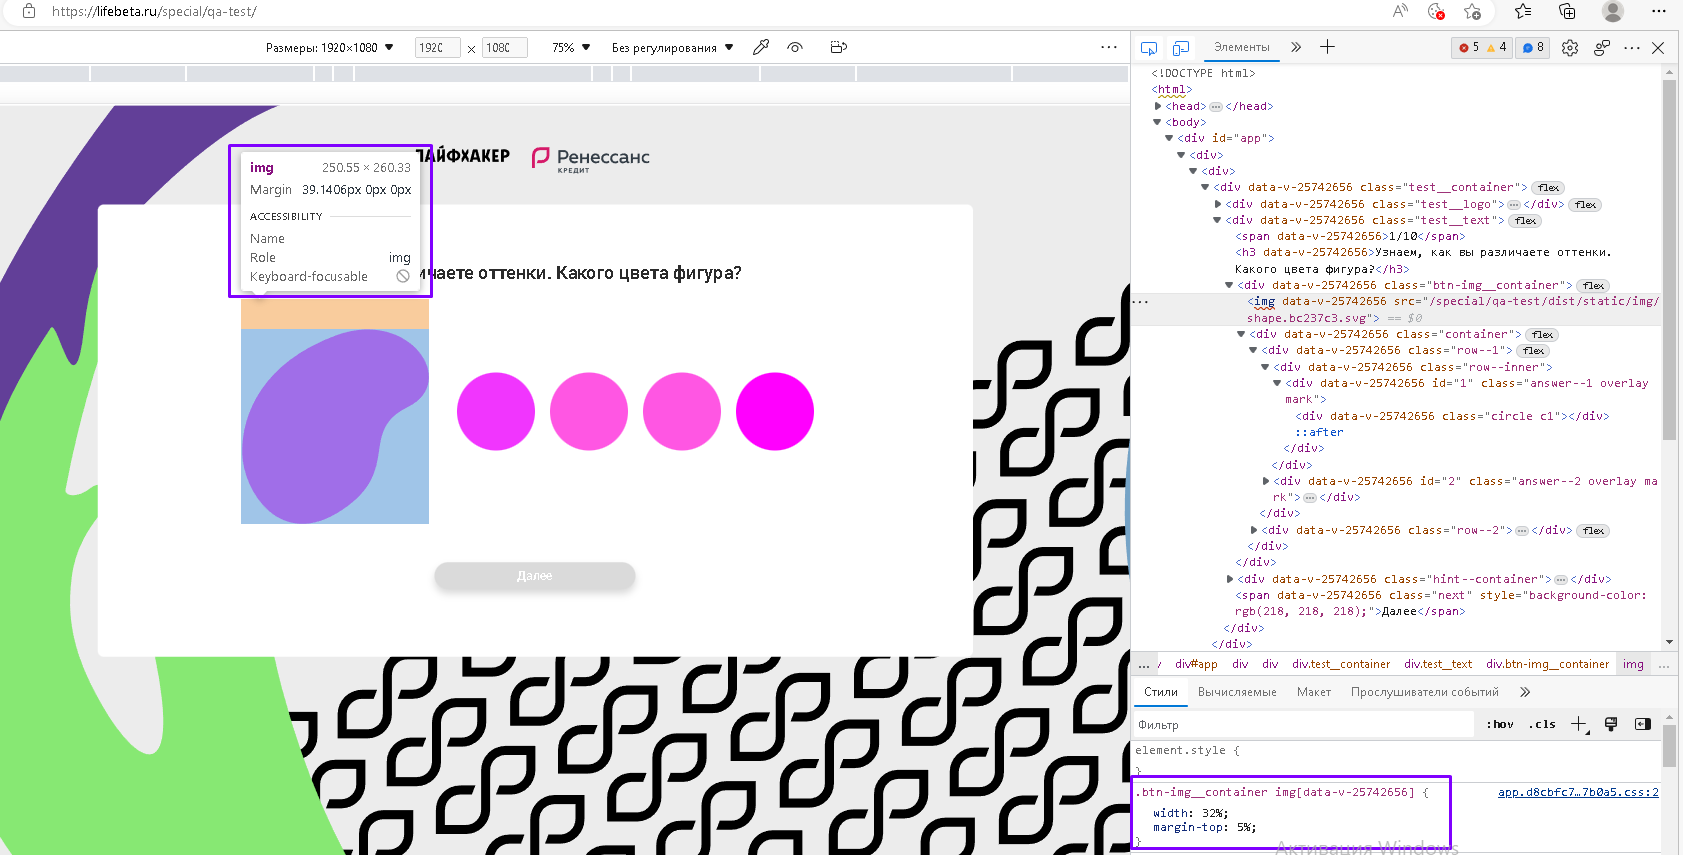 https://lifebeta.ru/special/qa-test/
Размеры: 1920×1080 ▼ 1920 × 1080 75% ▼ Без регулирования ▼
Элементы
5 4 8
ЛАЙФХАКЕР Ренессанс
КРЕДИТ
img 250.55 × 260.33
Margin 39.1406px 0px 0px
ACCESSIBILITY
Name
Role img
Keyboard-focusable
ичаете оттенки. Какого цвета фигура?
Далее
<!DOCTYPE html>
<html>
<head> ⋯ </head>
<body>
<div id="app">
<div>
<div>
<div data-v-25742656 class="test__container"> flex
<div data-v-25742656 class="test__logo"> ⋯ </div> flex
<div data-v-25742656 class="test__text"> flex
<span data-v-25742656>1/10</span>
<h3 data-v-25742656>Узнаем, как вы различаете оттенки.
Какого цвета фигура?</h3>
<div data-v-25742656 class="btn-img__container"> flex
<img data-v-25742656 src="/special/qa-test/dist/static/img/
shape.bc237c3.svg"> == $0
<div data-v-25742656 class="container"> flex
<div data-v-25742656 class="row--1"> flex
<div data-v-25742656 class="row--inner">
<div data-v-25742656 id="1" class="answer--1 overlay
mark">
<div data-v-25742656 class="circle c1"></div>
::after
</div>
</div>
<div data-v-25742656 id="2" class="answer--2 overlay ma
rk"> ⋯ </div>
</div>
<div data-v-25742656 class="row--2"> ⋯ </div> flex
</div>
</div>
<div data-v-25742656 class="hint--container"> ⋯ </div>
<span data-v-25742656 class="next" style="background-color:
rgb(218, 218, 218);">Далее</span>
</div>
</div>
... div#app div div div.test__container div.test__text div.btn-img__container img ...
Стили Вычисляемые Макет Прослушиватели событий
Фильтр :hov .cls
element.style {
}
.btn-img__container img[data-v-25742656] { app.d8cbfc7…7b0a5.css:2
width: 32%;
margin-top: 5%;
}
Активация Windows